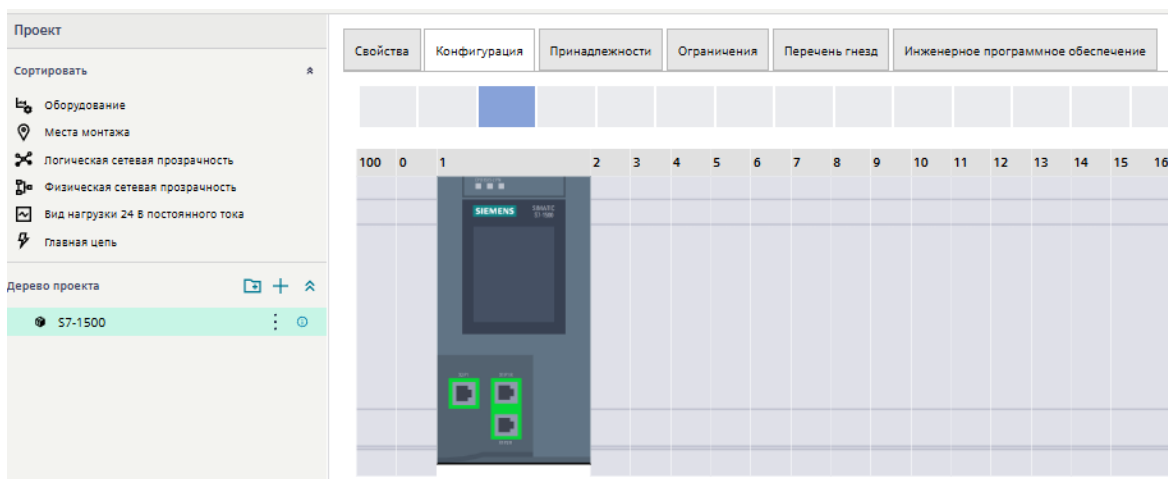 Проект
Сортировать
Оборудование
Места монтажа
Логическая сетевая прозрачность
Физическая сетевая прозрачность
Вид нагрузки 24 В постоянного тока
Главная цепь
Дерево проекта
S7-1500
Свойства Конфигурация Принадлежности Ограничения Перечень гнезд Инженерное программное обеспечение
100 0 1 2 3 4 5 6 7 8 9 10 11 12 13 14 15 16
SIEMENS
SIMATIC
S7-1500